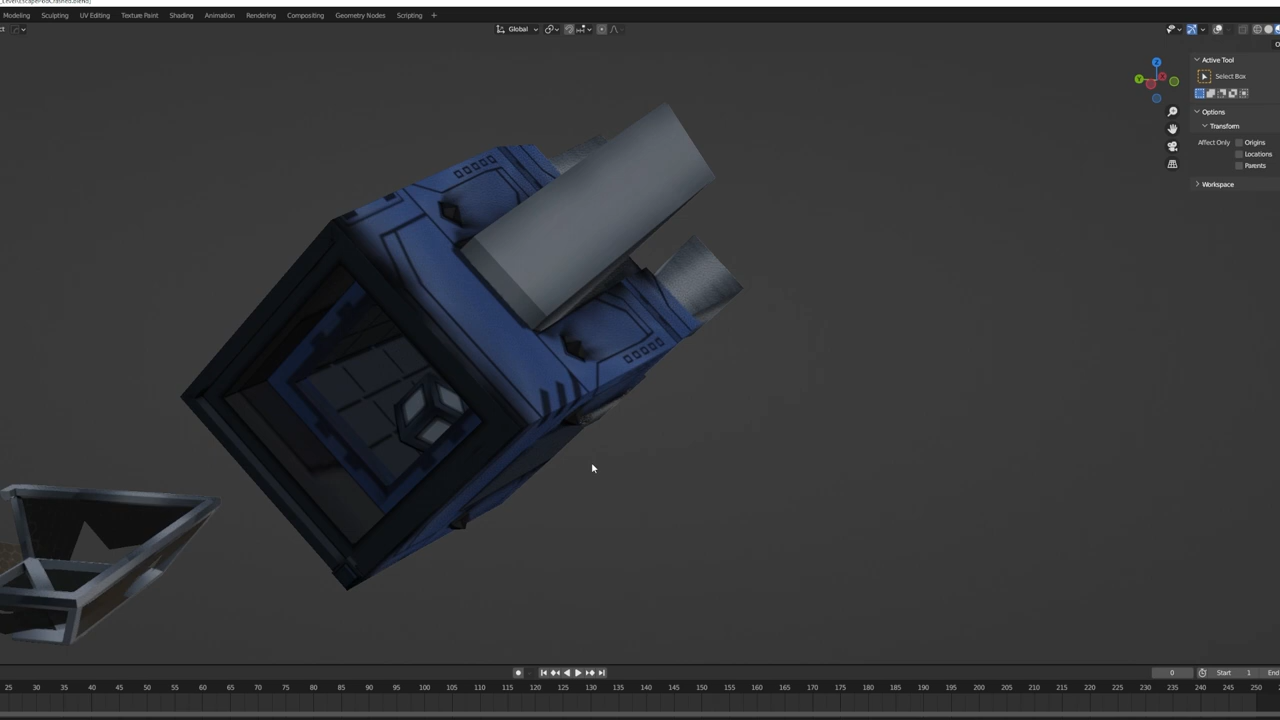 Modeling Sculpting UV Editing Texture Paint Shading Animation Rendering Compositing Geometry Nodes Scripting +
Global
Z
Y
X
Active Tool
Select Box
Options
Transform
Affect Only Origins
Locations
Parents
Workspace
0 Start 1 End
25 30 35 40 45 50 55 60 65 70 75 80 85 90 95 100 105 110 115 120 125 130 135 140 145 150 155 160 165 170 175 180 185 190 195 200 205 210 215 220 225 230 235 240 245 250